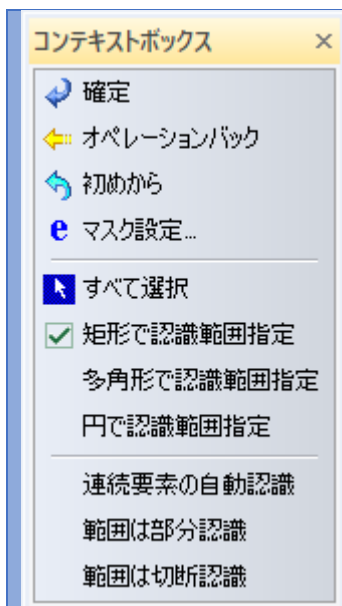 コンテキストボックス
確定
オペレーションバック
初めから
マスク設定...
すべて選択
矩形で認識範囲指定
多角形で認識範囲指定
円で認識範囲指定
連続要素の自動認識
範囲は部分認識
範囲は切断認識